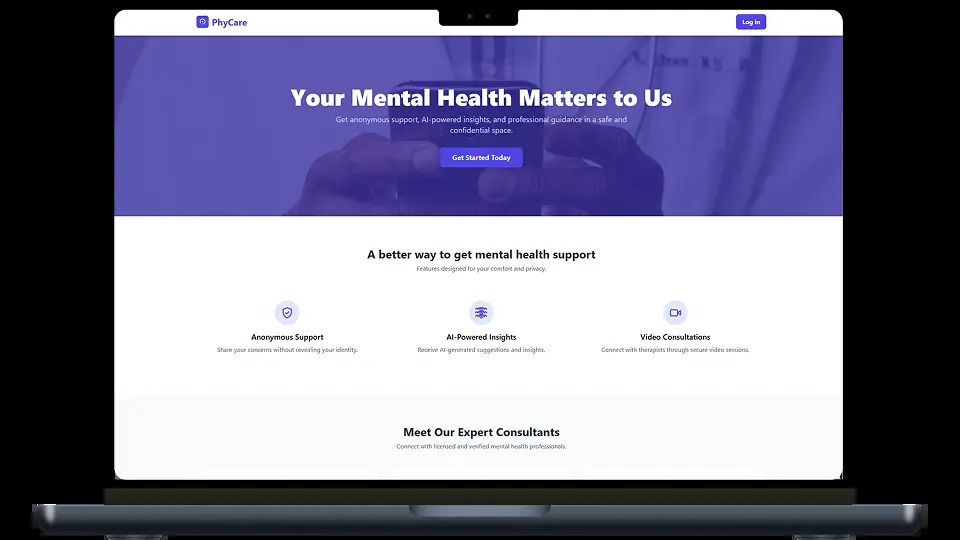 PhyCare
Log In
Your Mental Health Matters to Us
Get anonymous support, AI-powered insights, and professional guidance in a safe and
confidential space.
Get Started Today
A better way to get mental health support
Features designed for your comfort and privacy.
Anonymous Support
AI-Powered Insights
Video Consultations
Share your concerns without revealing your identity.
Receive AI-generated suggestions and insights.
Connect with therapists through secure video sessions.
Meet Our Expert Consultants
Connect with licensed and verified mental health professionals.